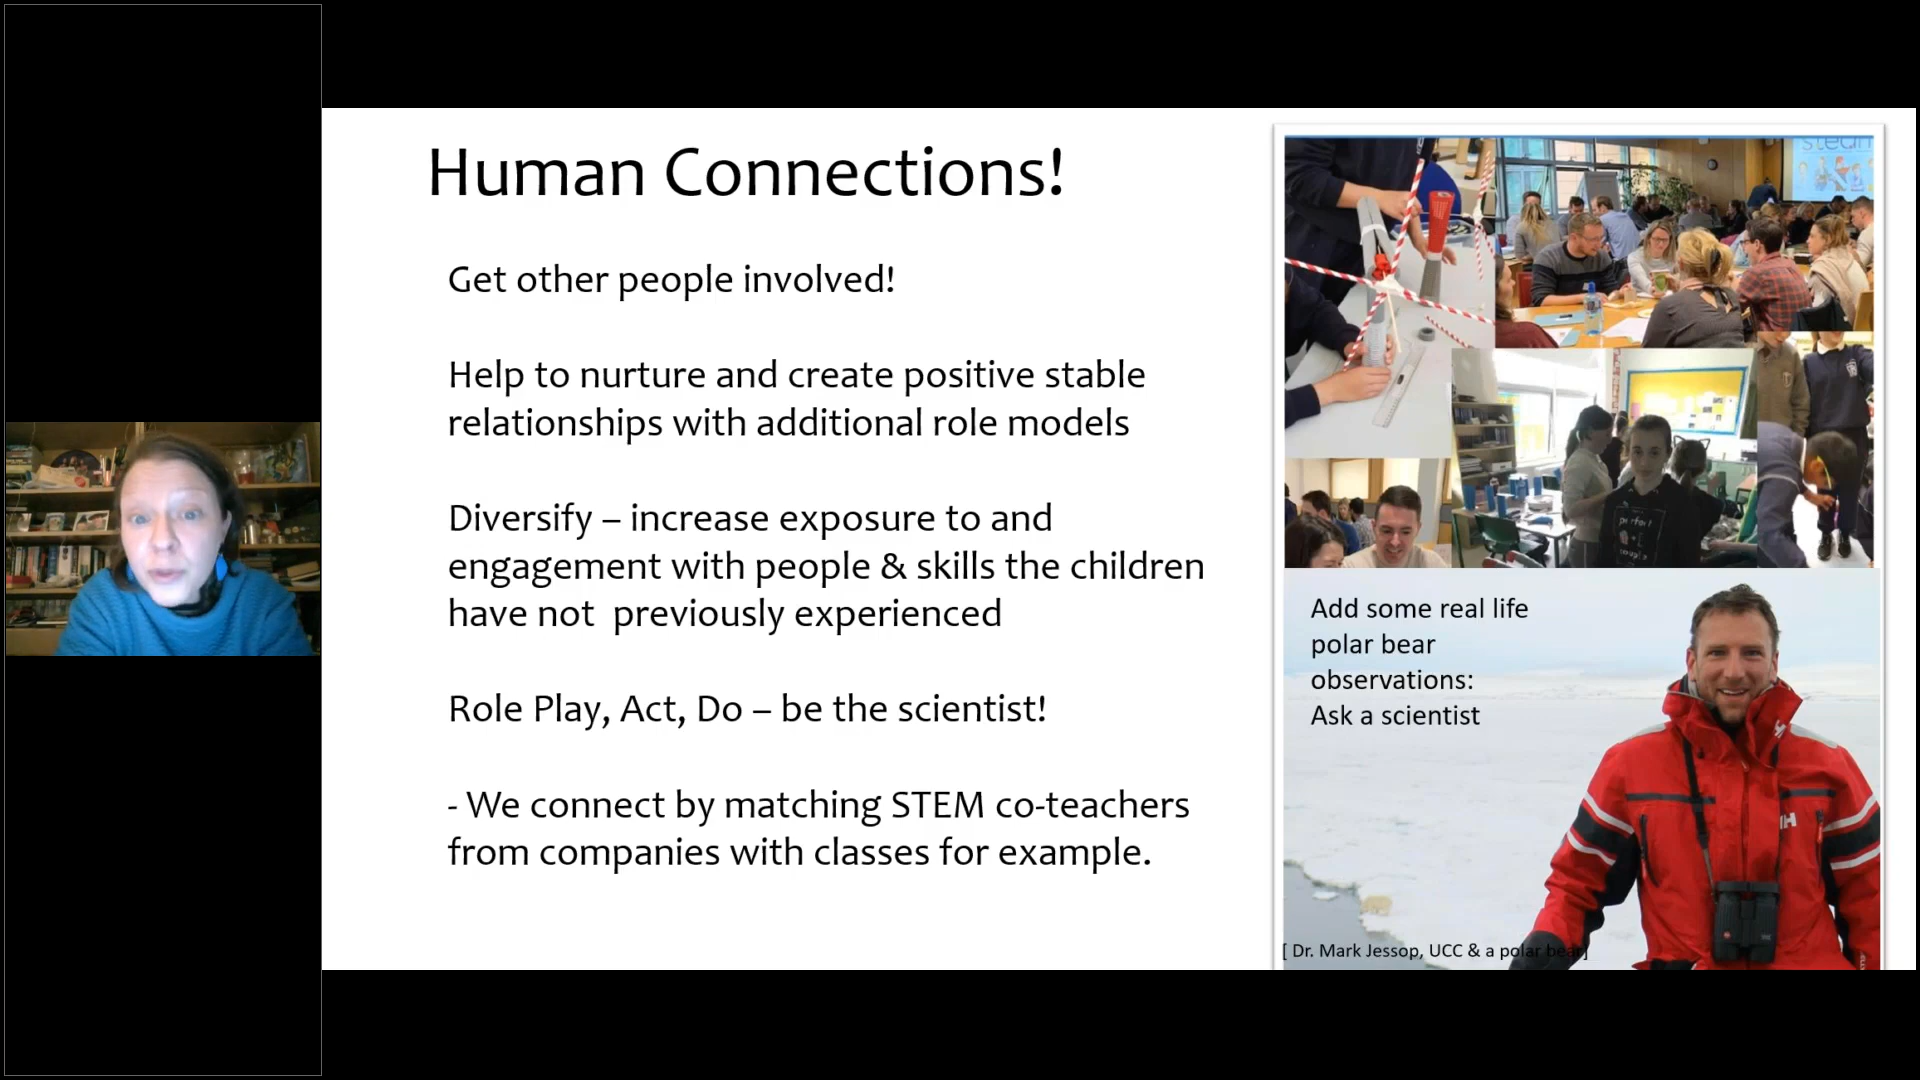 Human Connections!
Get other people involved!
Help to nurture and create positive stable
relationships with additional role models
Diversify – increase exposure to and
engagement with people & skills the children
have not  previously experienced
Role Play, Act, Do – be the scientist!
- We connect by matching STEM co-teachers
from companies with classes for example.
steam
Add some real life
polar bear
observations:
Ask a scientist
HH
[ Dr. Mark Jessop, UCC & a polar bear]